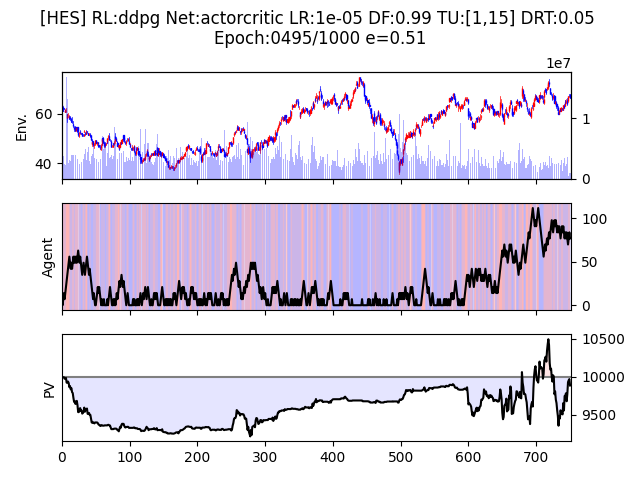 [HES] RL:ddpg Net:actorcritic LR:1e-05 DF:0.99 TU:[1,15] DRT:0.05
Epoch:0495/1000 e=0.51
1e7
Env.
60
40
1
0
Agent
100
50
0
PV
10500
10000
9500
0 100 200 300 400 500 600 700